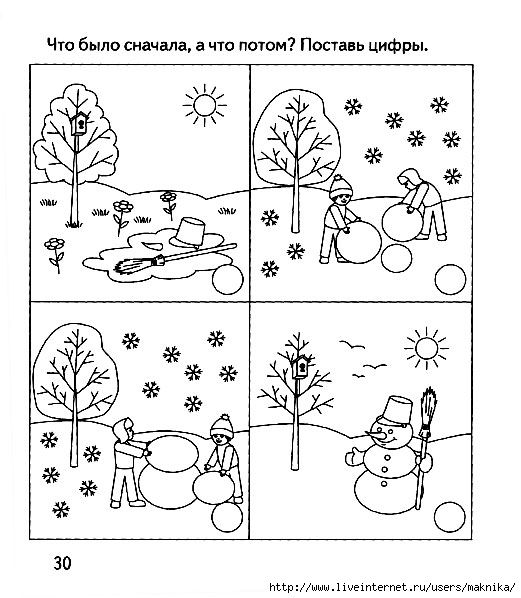 Что было сначала, а что потом? Поставь цифры.
30
http://www.liveinternet.ru/users/maknika/